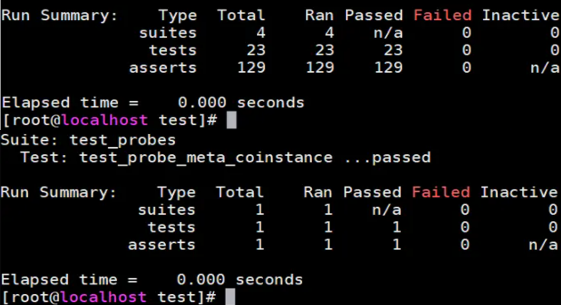 Run Summary:    Type  Total    Ran Passed Failed Inactive
              suites      4      4    n/a      0        0
               tests     23     23     23      0        0
             asserts    129    129    129      0      n/a
Elapsed time =    0.000 seconds
[root@localhost test]#
Suite: test_probes
  Test: test_probe_meta_coinstance ...passed
Run Summary:    Type  Total    Ran Passed Failed Inactive
              suites      1      1    n/a      0        0
               tests      1      1      1      0        0
             asserts      1      1      1      0      n/a
Elapsed time =    0.000 seconds
[root@localhost test]#